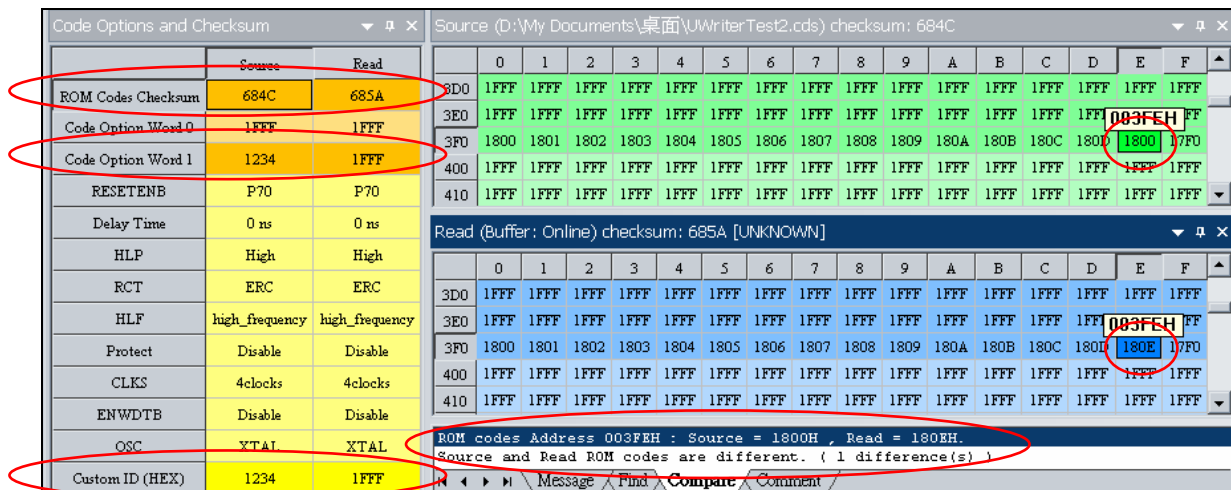 Code Options and Checksum
Source Read
ROM Codes Checksum 684C 685A
Code Option Word 0 1FFF 1FFF
Code Option Word 1 1234 1FFF
RESETENB P70 P70
Delay Time 0 ns 0 ns
HLP High High
RCT ERC ERC
HLF high_frequency high_frequency
Protect Disable Disable
CLKS 4clocks 4clocks
ENWDTB Disable Disable
OSC XTAL XTAL
Custom ID (HEX) 1234 1FFF
Source (D:\My Documents\桌面\UWriterTest2.cds) checksum: 684C
0 1 2 3 4 5 6 7 8 9 A B C D E F
3D0 1FFF 1FFF 1FFF 1FFF 1FFF 1FFF 1FFF 1FFF 1FFF 1FFF 1FFF 1FFF 1FFF 1FFF 1FFF 1FFF
3E0 1FFF 1FFF 1FFF 1FFF 1FFF 1FFF 1FFF 1FFF 1FFF 1FFF 1FFF 1FFF 1FFF
003FEH
3F0 1800 1801 1802 1803 1804 1805 1806 1807 1808 1809 180A 180B 180C 180D 1800 17F0
400 1FFF 1FFF 1FFF 1FFF 1FFF 1FFF 1FFF 1FFF 1FFF 1FFF 1FFF 1FFF 1FFF 1FFF 1FFF 1FFF
410 1FFF 1FFF 1FFF 1FFF 1FFF 1FFF 1FFF 1FFF 1FFF 1FFF 1FFF 1FFF 1FFF 1FFF 1FFF 1FFF
Read (Buffer: Online) checksum: 685A [UNKNOWN]
0 1 2 3 4 5 6 7 8 9 A B C D E F
3D0 1FFF 1FFF 1FFF 1FFF 1FFF 1FFF 1FFF 1FFF 1FFF 1FFF 1FFF 1FFF 1FFF 1FFF 1FFF 1FFF
3E0 1FFF 1FFF 1FFF 1FFF 1FFF 1FFF 1FFF 1FFF 1FFF 1FFF 1FFF 1FFF 1FFF
003FEH
3F0 1800 1801 1802 1803 1804 1805 1806 1807 1808 1809 180A 180B 180C 180D 180E 17F0
400 1FFF 1FFF 1FFF 1FFF 1FFF 1FFF 1FFF 1FFF 1FFF 1FFF 1FFF 1FFF 1FFF 1FFF 1FFF 1FFF
410 1FFF 1FFF 1FFF 1FFF 1FFF 1FFF 1FFF 1FFF 1FFF 1FFF 1FFF 1FFF 1FFF 1FFF 1FFF 1FFF
ROM codes Address 003FEH : Source = 1800H , Read = 180EH.
Source and Read ROM codes are different. ( 1 difference(s) )
Message Find Compare Comment